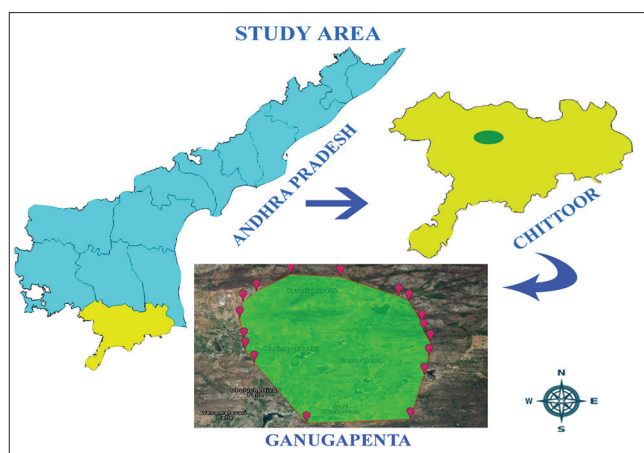 STUDY AREA
ANDHRA PRADESH
CHITTOOR
GANUGAPENTA
N
W E
S